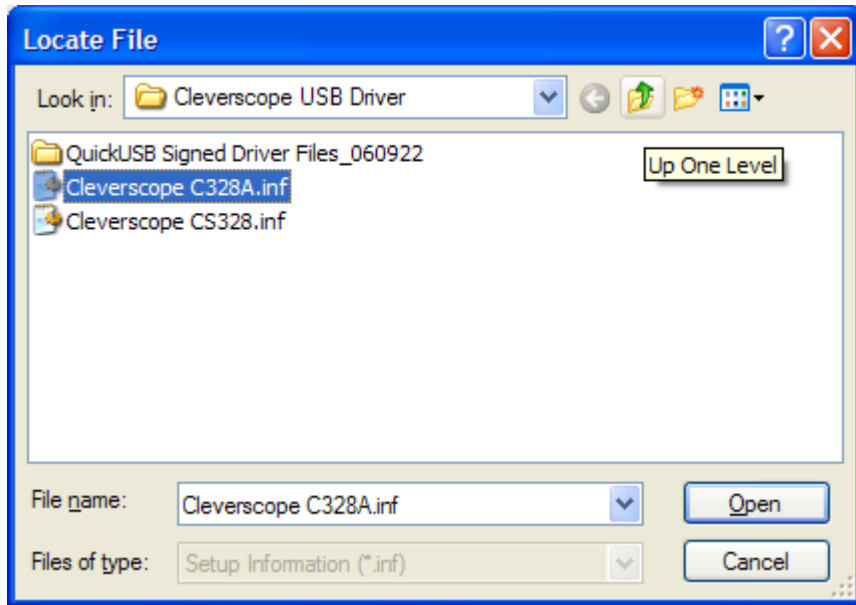 Locate File
Look in: Cleverscope USB Driver
QuickUSB Signed Driver Files_060922
Up One Level
Cleverscope C328A.inf
Cleverscope CS328.inf
File name: Cleverscope C328A.inf Open
Files of type: Setup Information (*.inf) Cancel